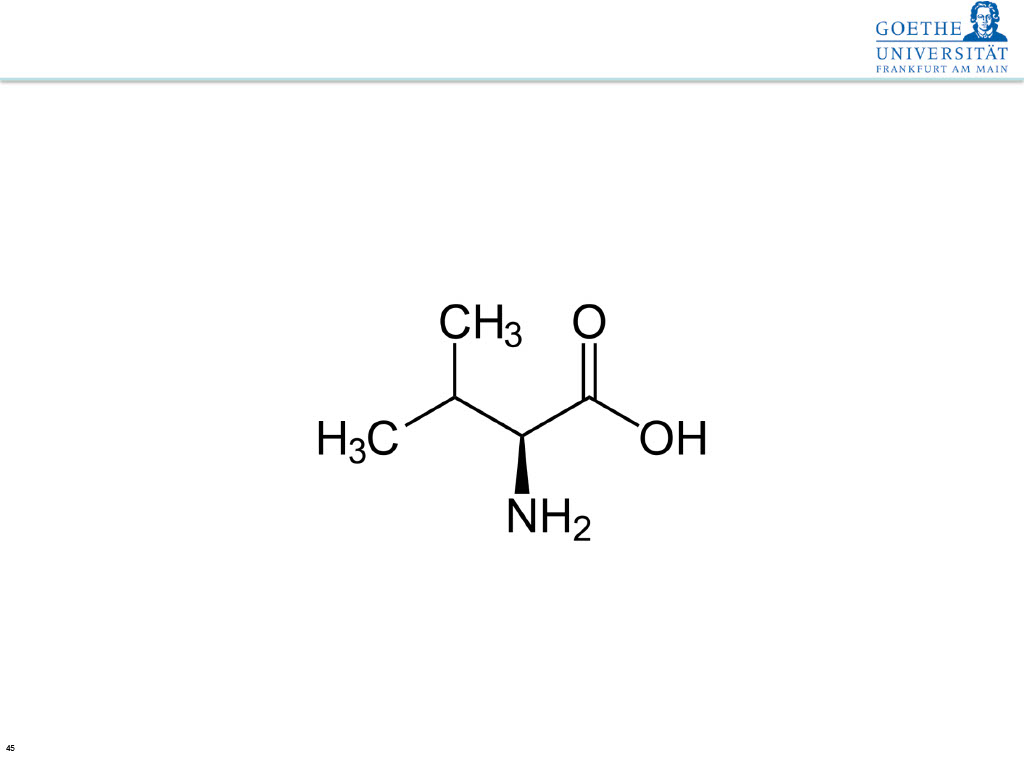 GOETHE
UNIVERSITÄT
FRANKFURT AM MAIN
CH3 O
H3C OH
NH2
45